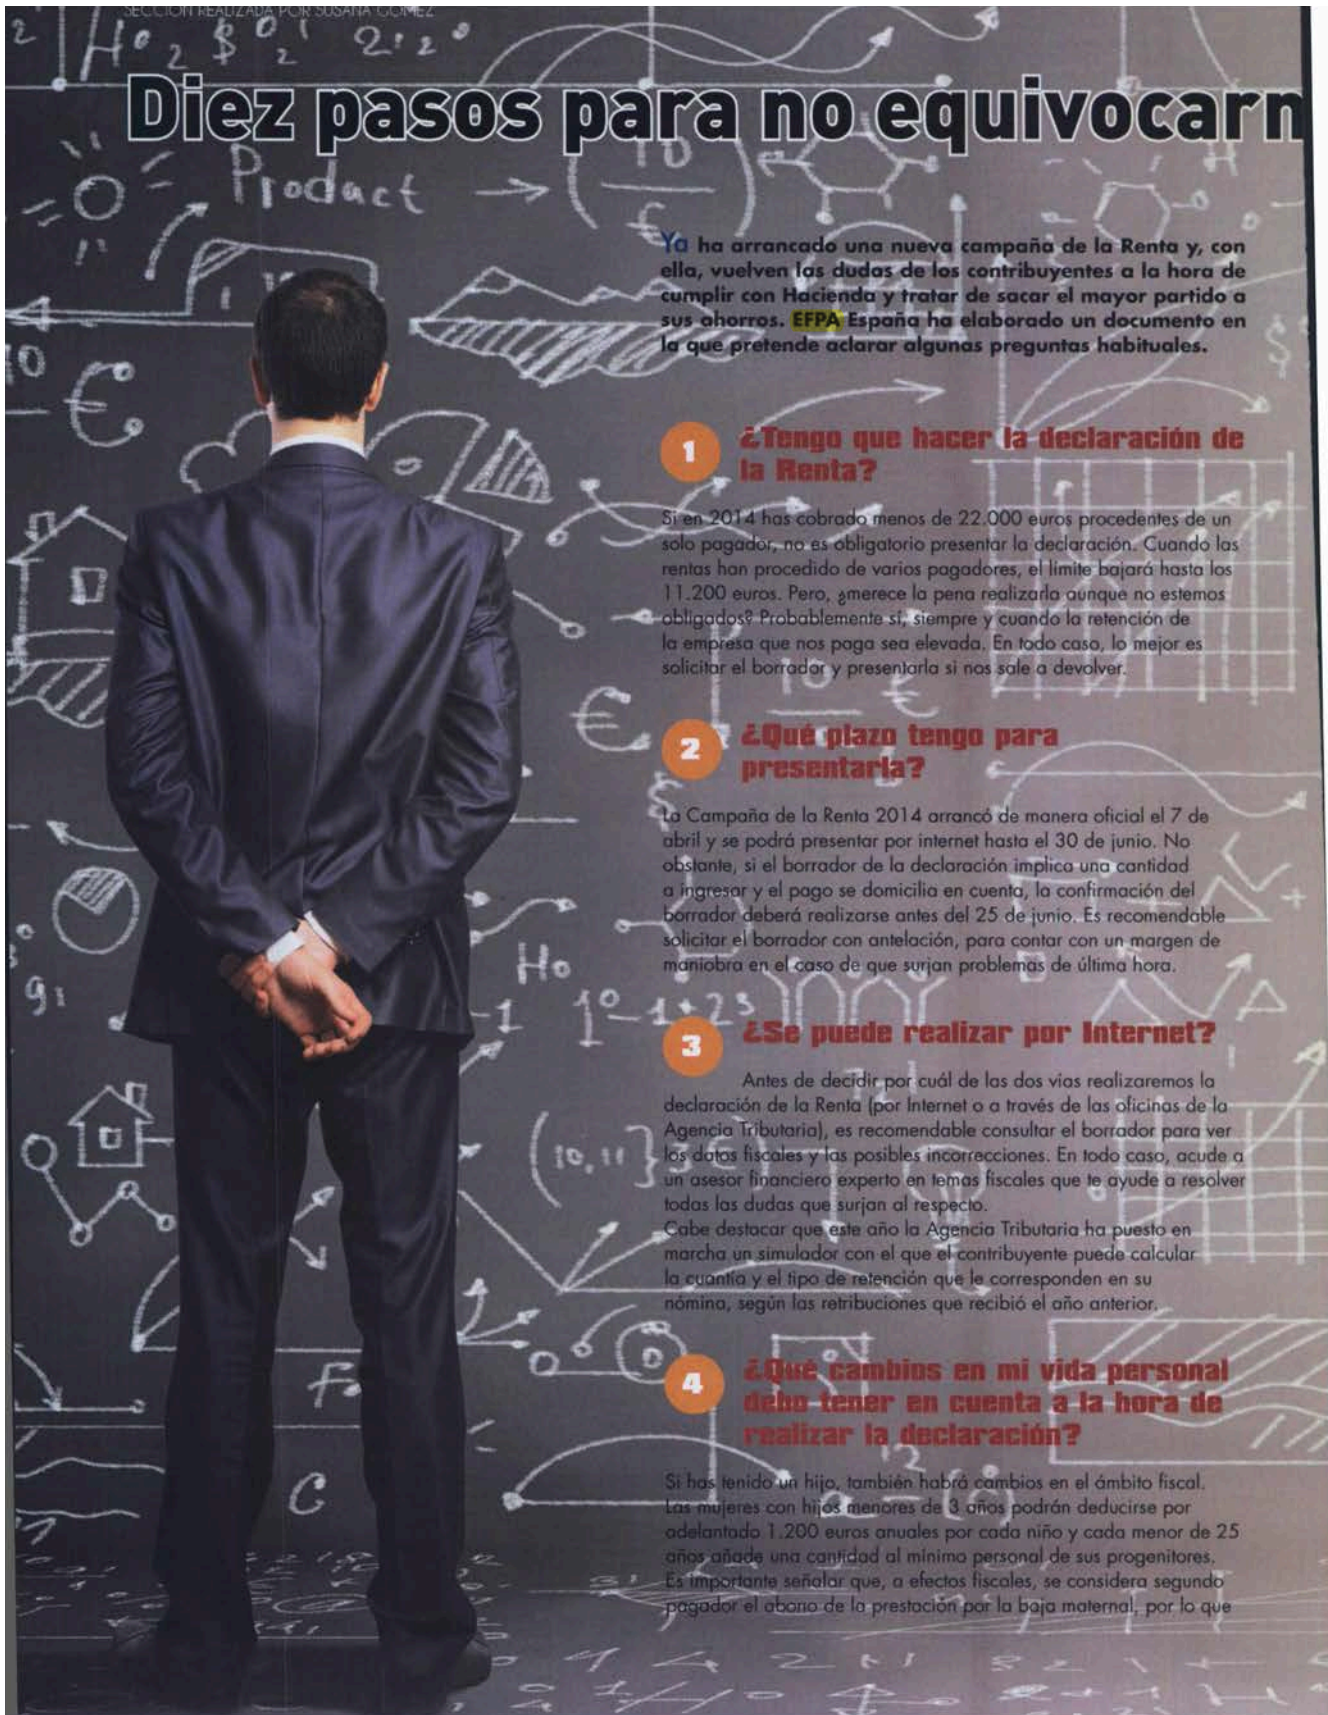 SECCIÓN REALIZADA POR SUSANA GÓMEZ
Diez pasos para no equivocarn
Product
Ya ha arrancado una nueva campaña de la Renta y, con
ella, vuelven las dudas de los contribuyentes a la hora de
cumplir con Hacienda y tratar de sacar el mayor partido a
sus ahorros. EFPA España ha elaborado un documento en
la que pretende aclarar algunas preguntas habituales.
1 ¿Tengo que hacer la declaración de
la Renta?
Si en 2014 has cobrado menos de 22.000 euros procedentes de un
solo pagador, no es obligatorio presentar la declaración. Cuando las
rentas han procedido de varios pagadores, el límite bajará hasta los
11.200 euros. Pero, ¿merece la pena realizarla aunque no estemos
obligados? Probablemente sí, siempre y cuando la retención de
la empresa que nos paga sea elevada. En todo caso, lo mejor es
solicitar el borrador y presentarla si nos sale a devolver.
2 ¿Qué plazo tengo para
presentarla?
La Campaña de la Renta 2014 arrancó de manera oficial el 7 de
abril y se podrá presentar por internet hasta el 30 de junio. No
obstante, si el borrador de la declaración implica una cantidad
a ingresar y el pago se domicilia en cuenta, la confirmación del
borrador deberá realizarse antes del 25 de junio. Es recomendable
solicitar el borrador con antelación, para contar con un margen de
maniobra en el caso de que surjan problemas de última hora.
3 ¿Se puede realizar por Internet?
Antes de decidir por cuál de las dos vías realizaremos la
declaración de la Renta (por Internet o a través de las oficinas de la
Agencia Tributaria), es recomendable consultar el borrador para ver
los datos fiscales y las posibles incorrecciones. En todo caso, acude a
un asesor financiero experto en temas fiscales que te ayude a resolver
todas las dudas que surjan al respecto.
Cabe destacar que este año la Agencia Tributaria ha puesto en
marcha un simulador con el que el contribuyente puede calcular
la cuantía y el tipo de retención que le corresponden en su
nómina, según las retribuciones que recibió el año anterior.
4 ¿Qué cambios en mi vida personal
debo tener en cuenta a la hora de
realizar la declaración?
Si has tenido un hijo, también habrá cambios en el ámbito fiscal.
Las mujeres con hijos menores de 3 años podrán deducirse por
adelantado 1.200 euros anuales por cada niño y cada menor de 25
años añade una cantidad al mínimo personal de sus progenitores.
Es importante señalar que, a efectos fiscales, se considera segundo
pagador el abono de la prestación por la baja maternal, por lo que